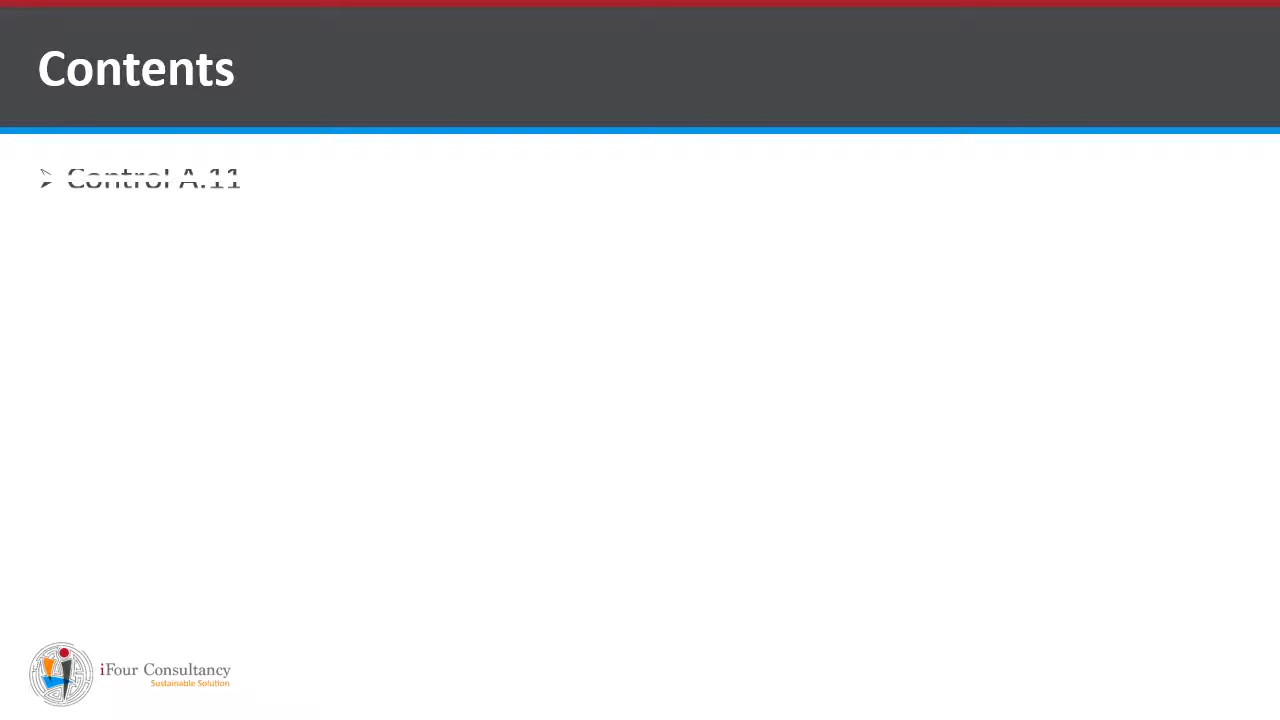 Contents
➢ Control A.11
iFour Consultancy
Sustainable Solution